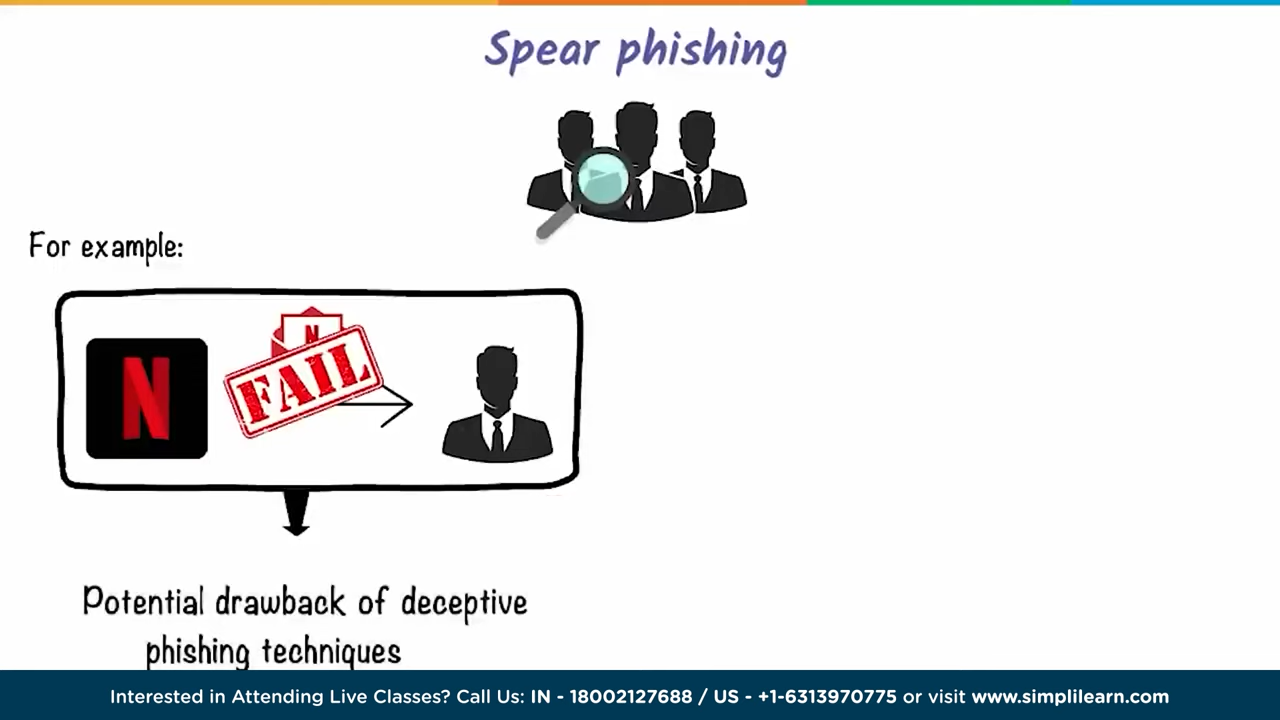 Spear phishing
For example:
N
N
FAIL
Potential drawback of deceptive
phishing techniques
Interested in Attending Live Classes? Call Us: IN - 18002127688 / US - +1-6313970775 or visit www.simplilearn.com